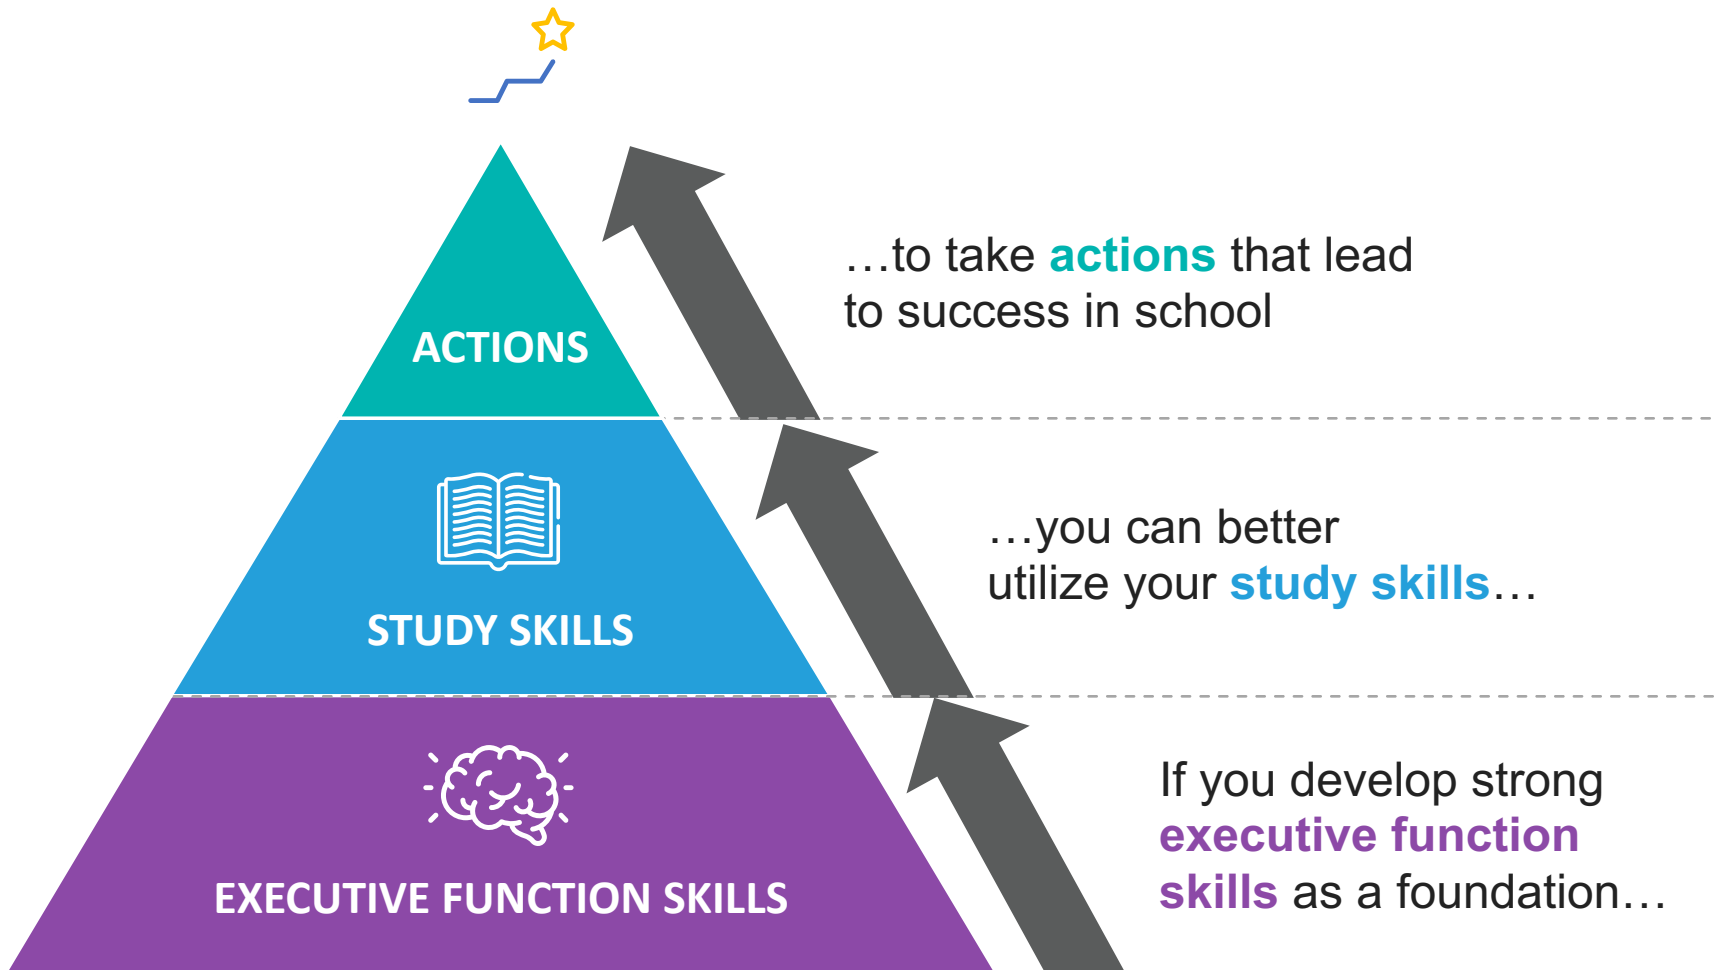 …to take actions that lead
to success in school
ACTIONS
…you can better
utilize your study skills…
STUDY SKILLS
If you develop strong
executive function
skills as a foundation…
EXECUTIVE FUNCTION SKILLS